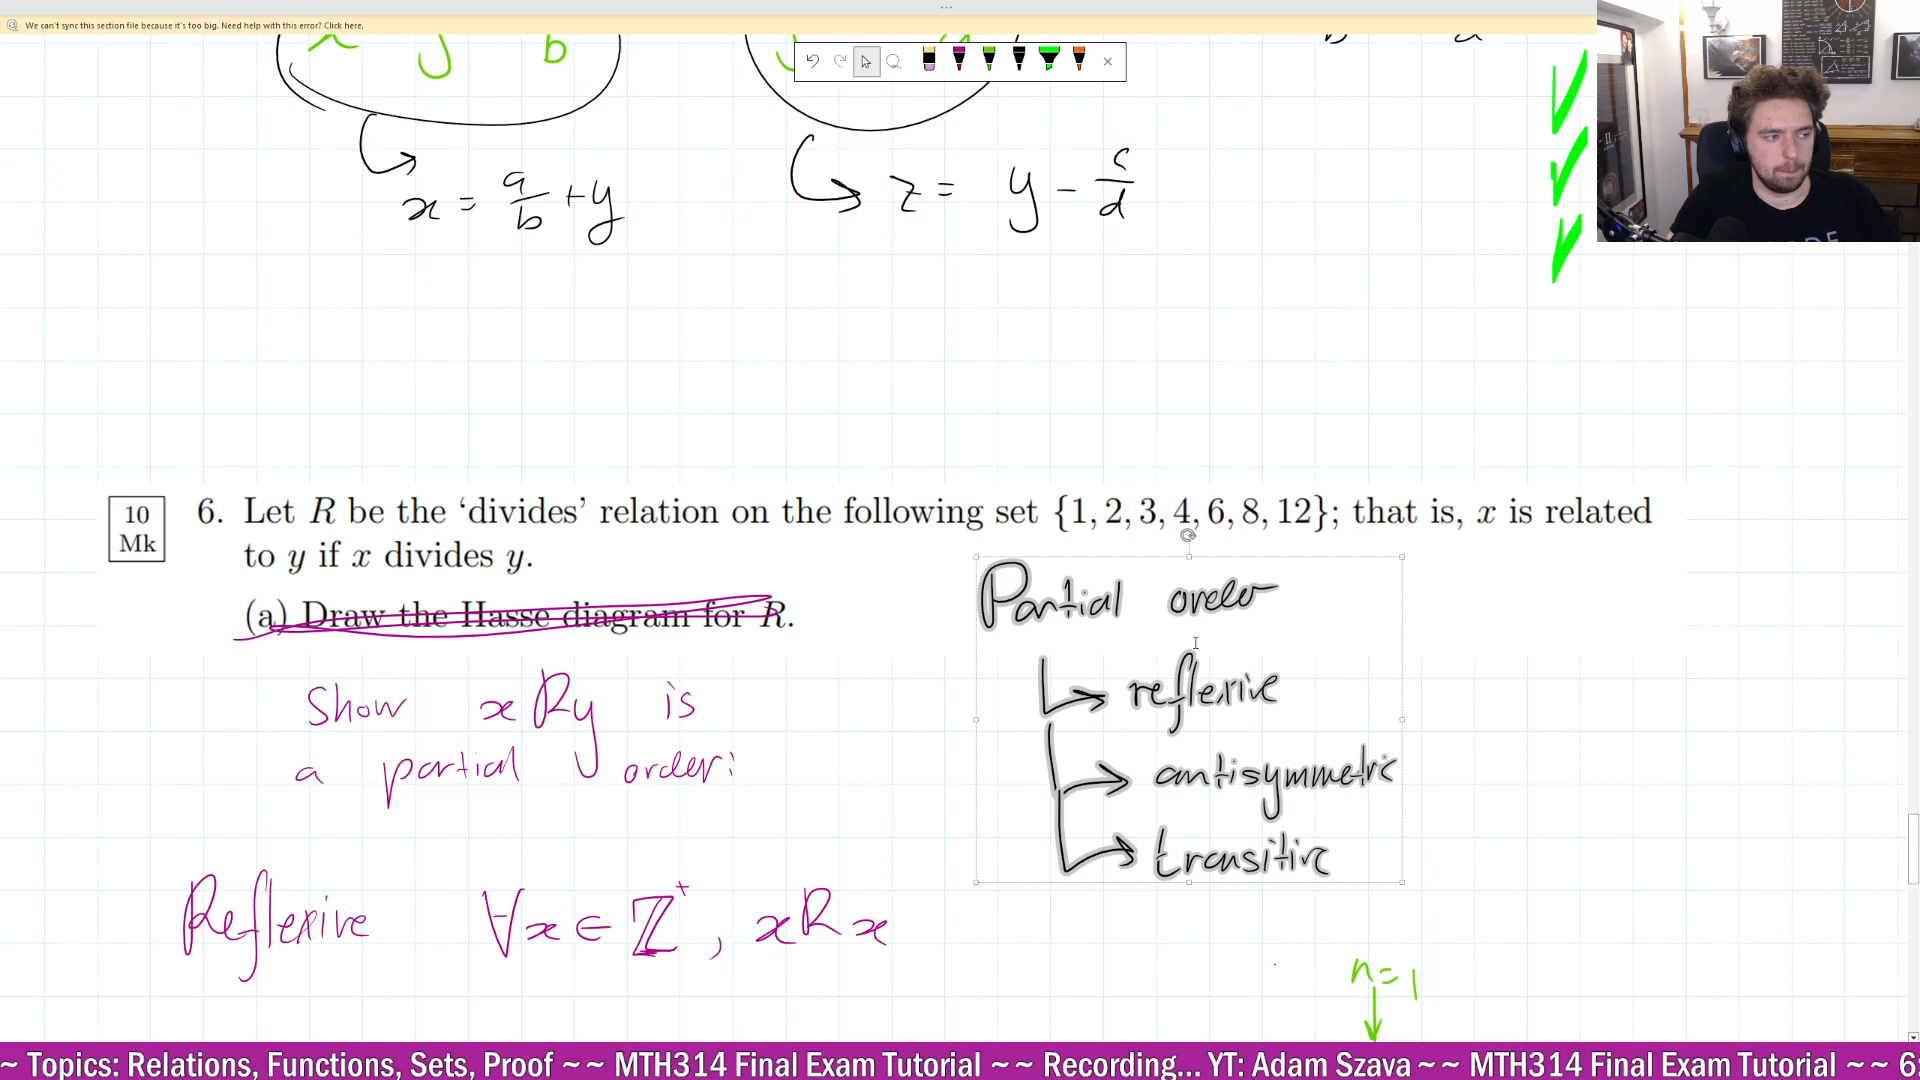 We can't sync this section file because it's too big. Need help with this error? Click here.
x y b
b d
x = a/b + y
z = y - c/d
10 Mk
6. Let R be the ‘divides’ relation on the following set {1, 2, 3, 4, 6, 8, 12}; that is, x is related
to y if x divides y.
(a) Draw the Hasse diagram for R.
Partial order
reflexive
antisymmetric
transitive
Show xRy is
a partial order:
Reflexive ∀x ∈ ℤ⁺, xRx
n=1
~ Topics: Relations, Functions, Sets, Proof ~ ~ MTH314 Final Exam Tutorial ~ ~ Recording... YT: Adam Szava ~ ~ MTH314 Final Exam Tutorial ~ ~ 6